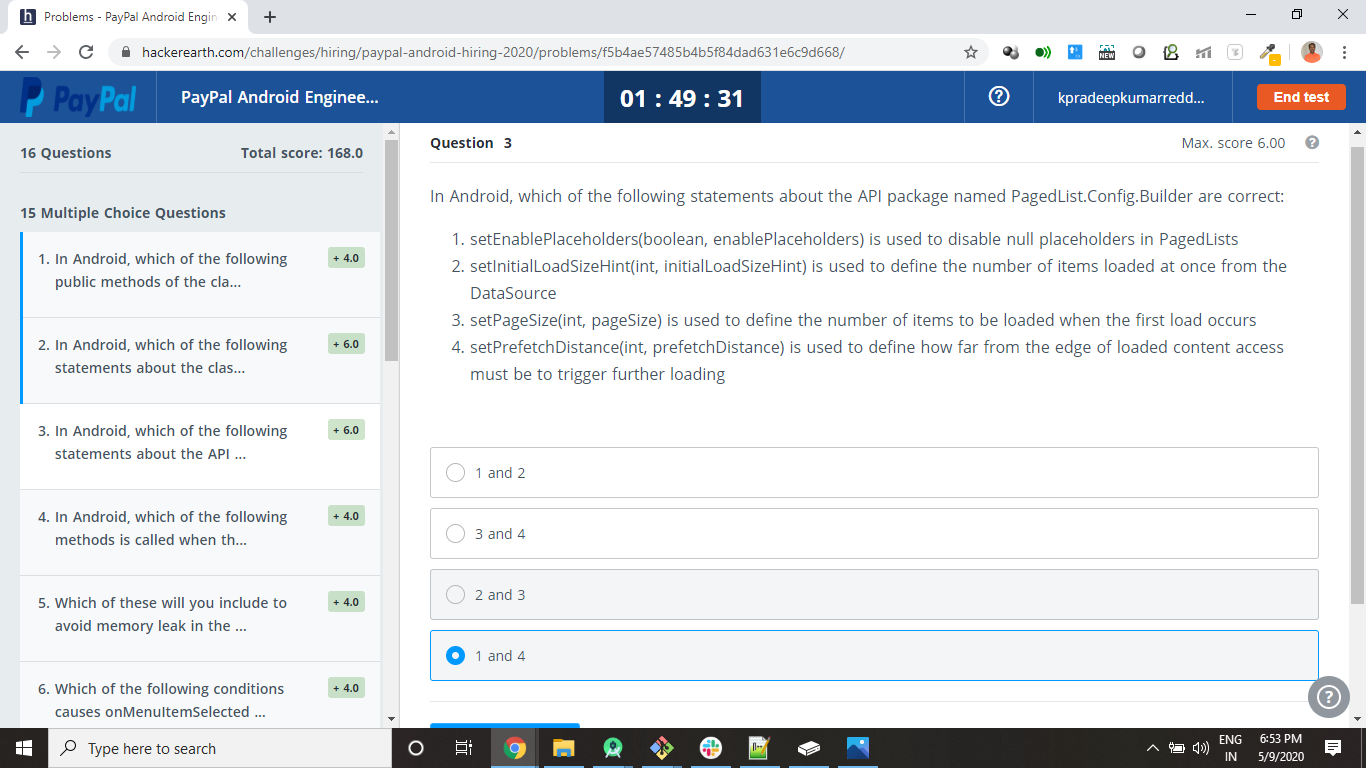 Problems - PayPal Android Engin
hackerearth.com/challenges/hiring/paypal-android-hiring-2020/problems/f5b4ae57485b4b5f84dad631e6c9d668/
NEW
PayPal
PayPal Android Enginee...
01 : 49 : 31
kpradeepkumarredd...
End test
16 Questions
Total score: 168.0
15 Multiple Choice Questions
1. In Android, which of the following
public methods of the cla...
+ 4.0
2. In Android, which of the following
statements about the clas...
+ 6.0
3. In Android, which of the following
statements about the API ...
+ 6.0
4. In Android, which of the following
methods is called when th...
+ 4.0
5. Which of these will you include to
avoid memory leak in the ...
+ 4.0
6. Which of the following conditions
causes onMenuItemSelected ...
+ 4.0
Question 3
Max. score 6.00
In Android, which of the following statements about the API package named PagedList.Config.Builder are correct:
1. setEnablePlaceholders(boolean, enablePlaceholders) is used to disable null placeholders in PagedLists
2. setInitialLoadSizeHint(int, initialLoadSizeHint) is used to define the number of items loaded at once from the
DataSource
3. setPageSize(int, pageSize) is used to define the number of items to be loaded when the first load occurs
4. setPrefetchDistance(int, prefetchDistance) is used to define how far from the edge of loaded content access
must be to trigger further loading
1 and 2
3 and 4
2 and 3
1 and 4
Type here to search
ENG
IN
6:53 PM
5/9/2020